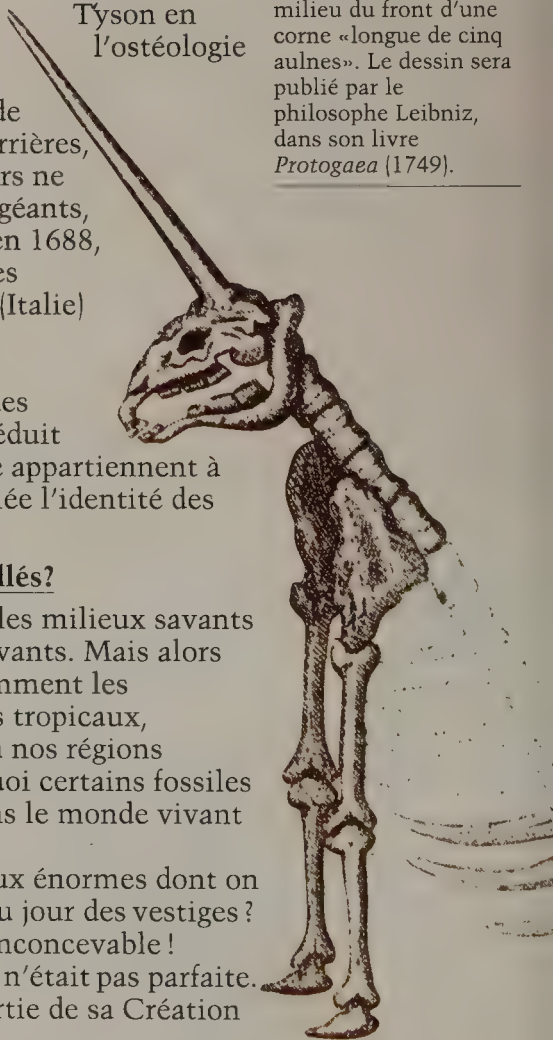 Tyson en
l'ostéologie
de
rrières,
rs ne
géants,
en 1688,
es
(Italie)
es
éduit
e appartiennent à
ée l'identité des
llés?
les milieux savants
vants. Mais alors
mment les
s tropicaux,
nos régions
uoi certains fossiles
ns le monde vivant
ux énormes dont on
u jour des vestiges ?
nconcevable !
n'était pas parfaite.
rtie de sa Création
milieu du front d'une
corne «longue de cinq
aulnes». Le dessin sera
publié par le
philosophe Leibniz,
dans son livre
Protogaea (1749).